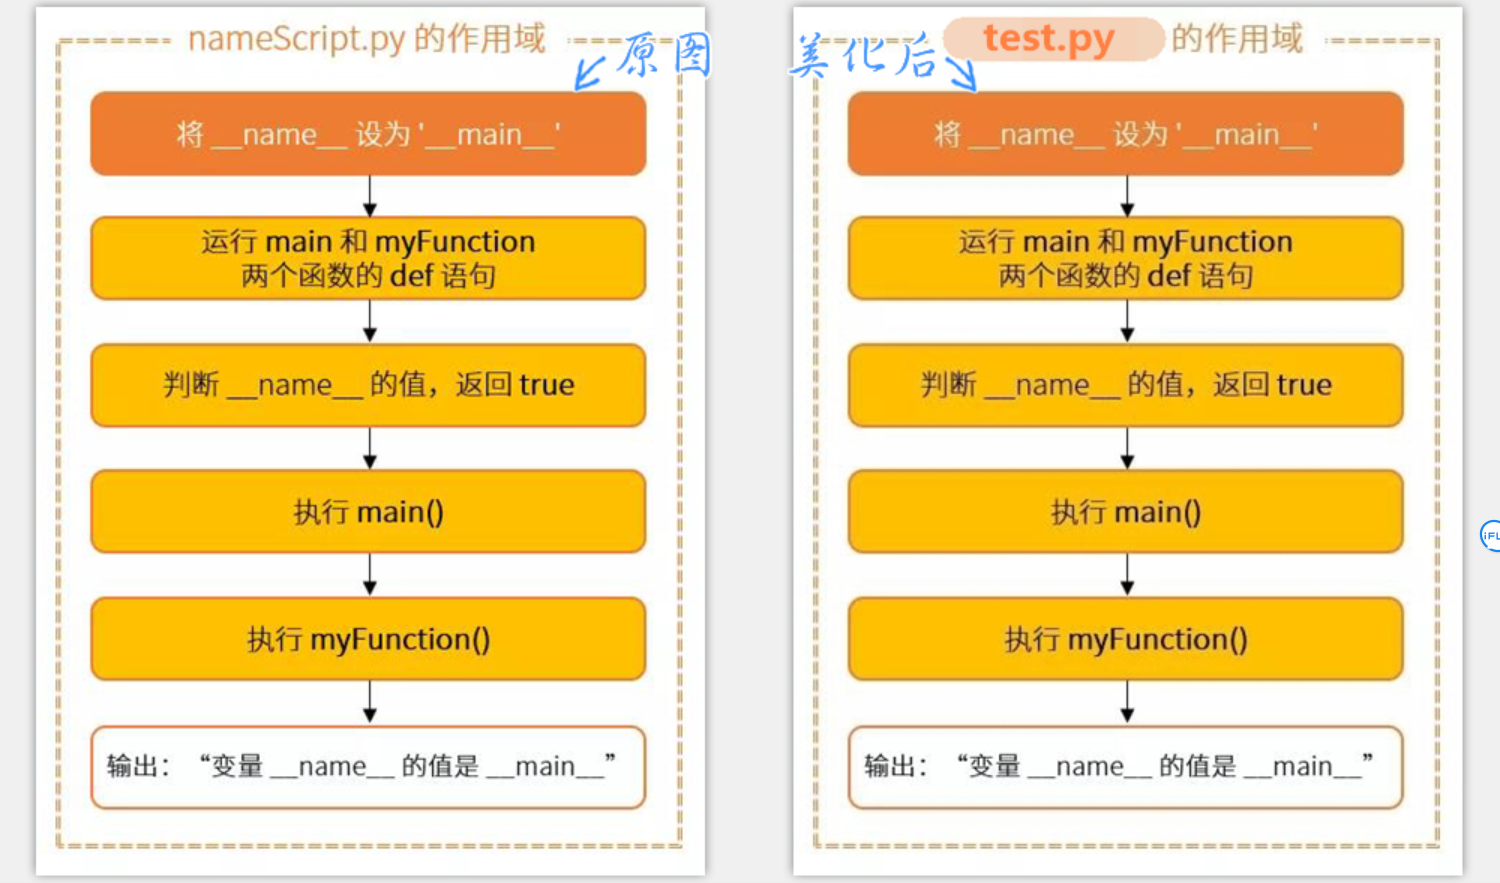 nameScript.py 的作用域
原图
将 __name__ 设为 '__main__'
运行 main 和 myFunction
两个函数的 def 语句
判断 __name__ 的值，返回 true
执行 main()
执行 myFunction()
输出：“变量 __name__ 的值是 __main__”
美化后
test.py 的作用域
将 __name__ 设为 '__main__'
运行 main 和 myFunction
两个函数的 def 语句
判断 __name__ 的值，返回 true
执行 main()
执行 myFunction()
输出：“变量 __name__ 的值是 __main__”